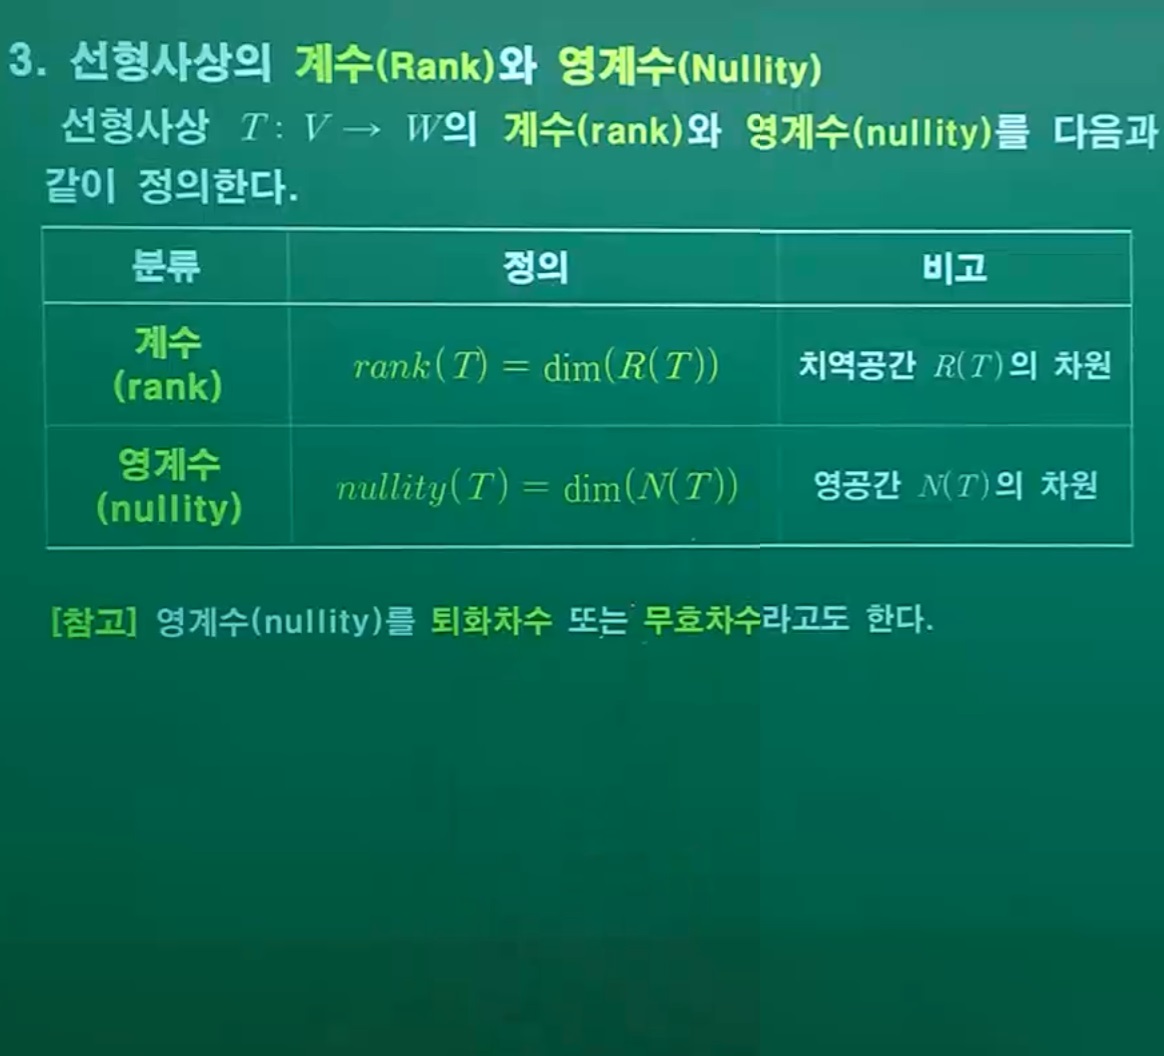 3. 선형사상의 계수(Rank)와 영계수(Nullity)
선형사상 T: V → W의 계수(rank)와 영계수(nullity)를 다음과
같이 정의한다.
분류 정의 비고
계수
(rank)
rank(T) = dim(R(T))
치역공간 R(T)의 차원
영계수
(nullity)
nullity(T) = dim(N(T))
영공간 N(T)의 차원
[참고] 영계수(nullity)를 퇴화차수 또는 무효차수라고도 한다.